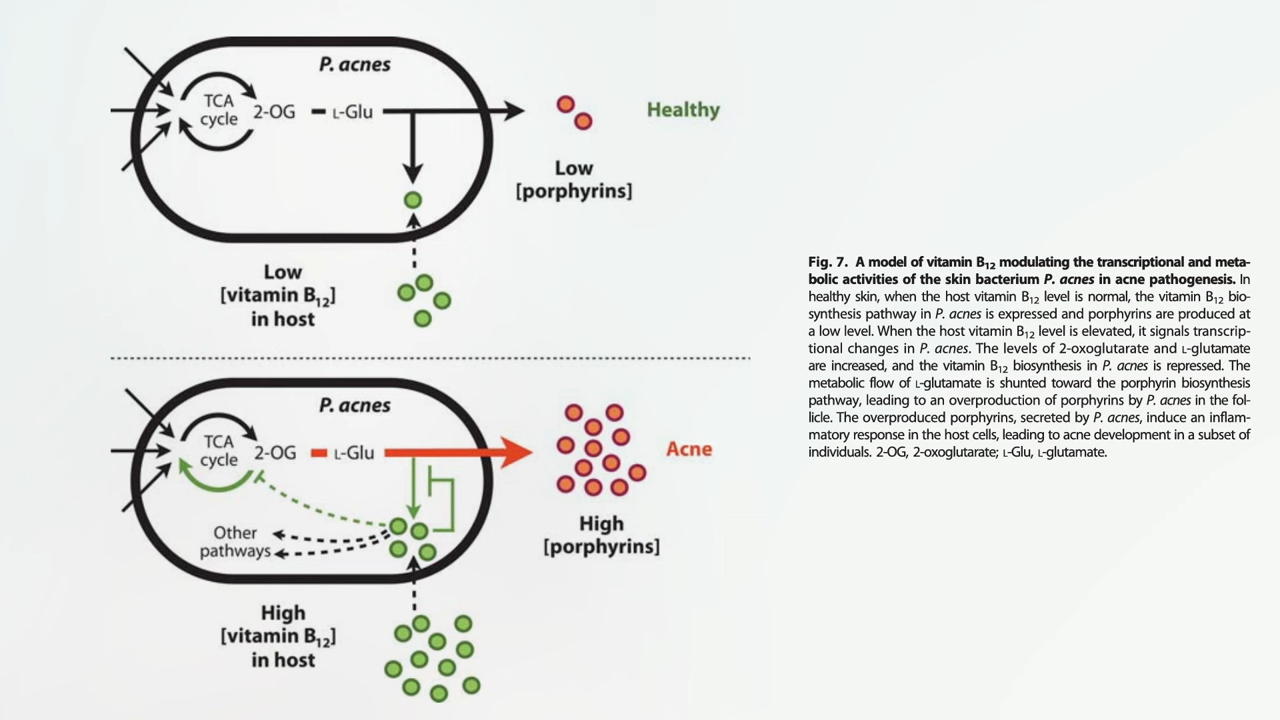 P. acnes
TCA
cycle
2-OG
L-Glu
Healthy
Low
[porphyrins]
Low
[vitamin B12]
in host
P. acnes
TCA
cycle
2-OG
L-Glu
Acne
Other
pathways
High
[porphyrins]
High
[vitamin B12]
in host
Fig. 7. A model of vitamin B12 modulating the transcriptional and meta-
bolic activities of the skin bacterium P. acnes in acne pathogenesis. In
healthy skin, when the host vitamin B12 level is normal, the vitamin B12 bio-
synthesis pathway in P. acnes is expressed and porphyrins are produced at
a low level. When the host vitamin B12 level is elevated, it signals transcrip-
tional changes in P. acnes. The levels of 2-oxoglutarate and L-glutamate
are increased, and the vitamin B12 biosynthesis in P. acnes is repressed. The
metabolic flow of L-glutamate is shunted toward the porphyrin biosynthesis
pathway, leading to an overproduction of porphyrins by P. acnes in the fol-
licle. The overproduced porphyrins, secreted by P. acnes, induce an inflam-
matory response in the host cells, leading to acne development in a subset of
individuals. 2-OG, 2-oxoglutarate; L-Glu, L-glutamate.